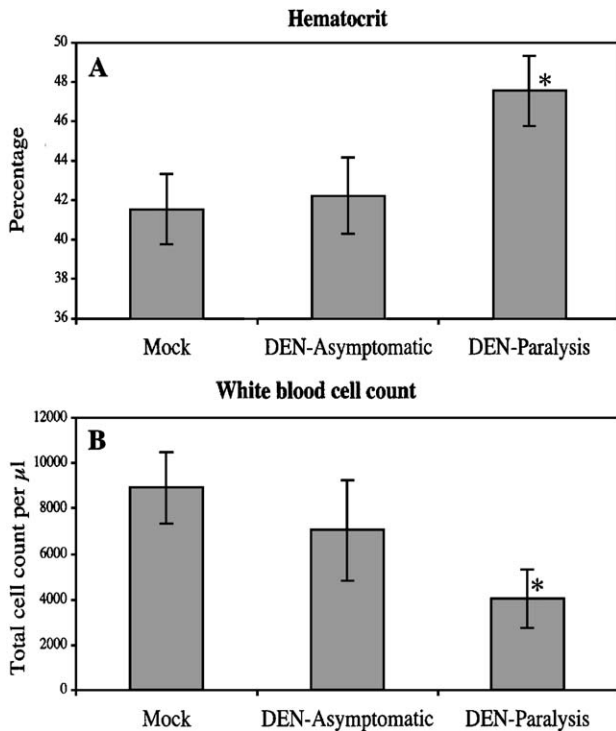 Hematocrit
A
Percentage
50
48
46
44
42
40
38
36
*
Mock DEN-Asymptomatic DEN-Paralysis
White blood cell count
B
Total cell count per µl
12000
10000
8000
6000
4000
2000
0
*
Mock DEN-Asymptomatic DEN-Paralysis